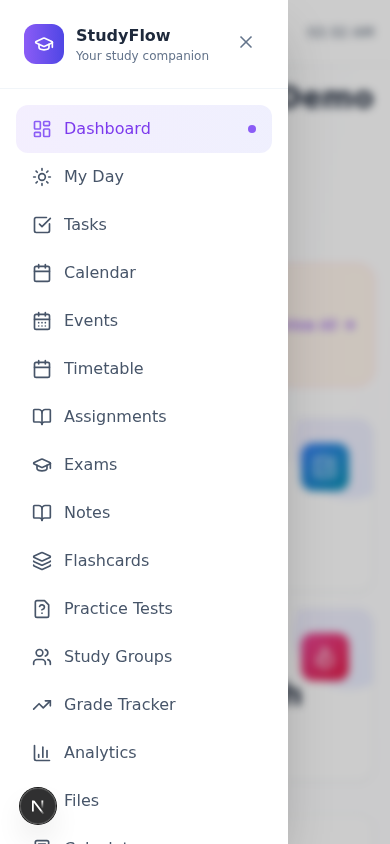 StudyFlow
Your study companion
Demo
Dashboard
My Day
Tasks
Calendar
Events
Timetable
Assignments
Exams
Notes
Flashcards
Practice Tests
Study Groups
Grade Tracker
Analytics
N
Files